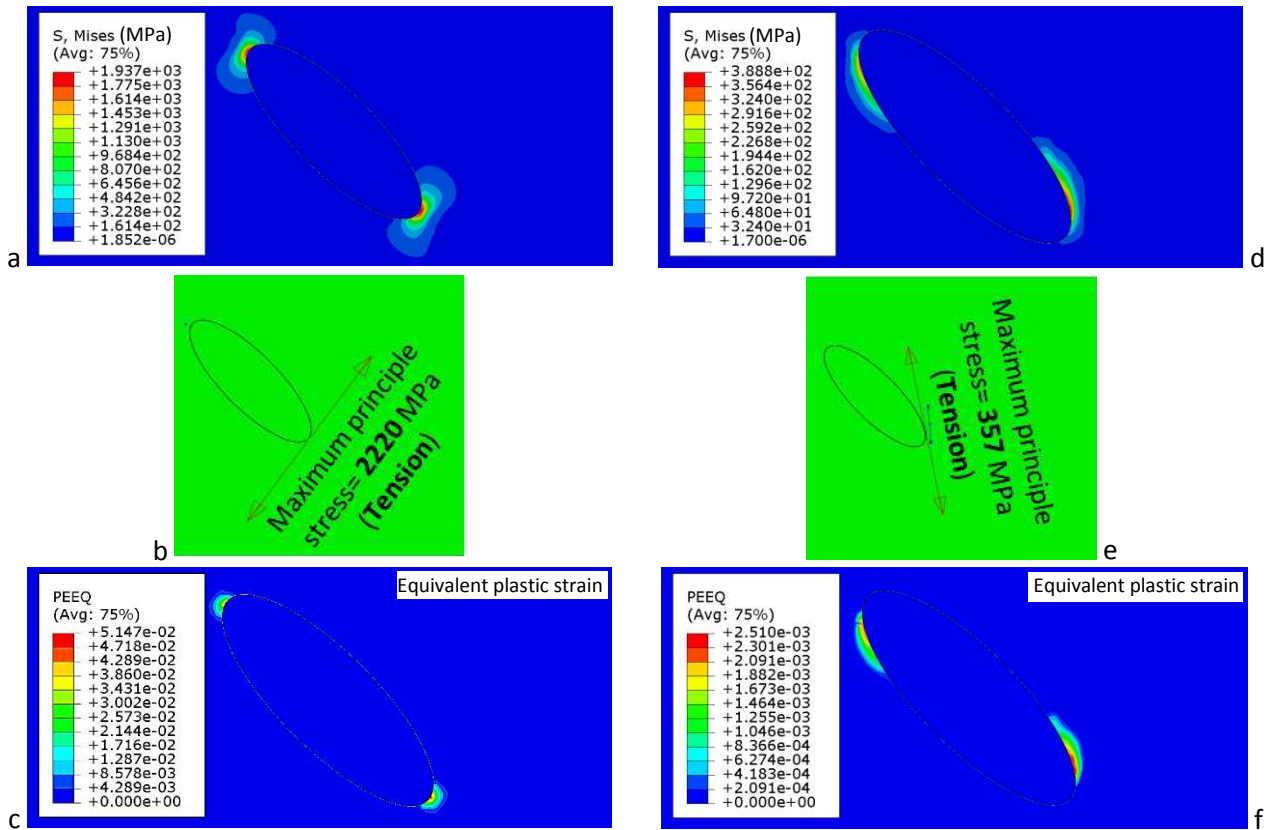 S, Mises (MPa)
(Avg: 75%)
+1.937e+03
+1.775e+03
+1.614e+03
+1.453e+03
+1.291e+03
+1.130e+03
+9.684e+02
+8.070e+02
+6.456e+02
+4.842e+02
+3.228e+02
+1.614e+02
+1.852e-06
a
S, Mises (MPa)
(Avg: 75%)
+3.888e+02
+3.564e+02
+3.240e+02
+2.916e+02
+2.592e+02
+2.268e+02
+1.944e+02
+1.620e+02
+1.296e+02
+9.720e+01
+6.480e+01
+3.240e+01
+1.700e-06
d
Maximum principle
stress= 2220 MPa
(Tension)
b
Maximum principle
stress= 357 MPa
(Tension)
e
Equivalent plastic strain
PEEQ
(Avg: 75%)
+5.147e-02
+4.718e-02
+4.289e-02
+3.860e-02
+3.431e-02
+3.002e-02
+2.573e-02
+2.144e-02
+1.716e-02
+1.287e-02
+8.578e-03
+4.289e-03
+0.000e+00
c
Equivalent plastic strain
PEEQ
(Avg: 75%)
+2.510e-03
+2.301e-03
+2.091e-03
+1.882e-03
+1.673e-03
+1.464e-03
+1.255e-03
+1.046e-03
+8.366e-04
+6.274e-04
+4.183e-04
+2.091e-04
+0.000e+00
f